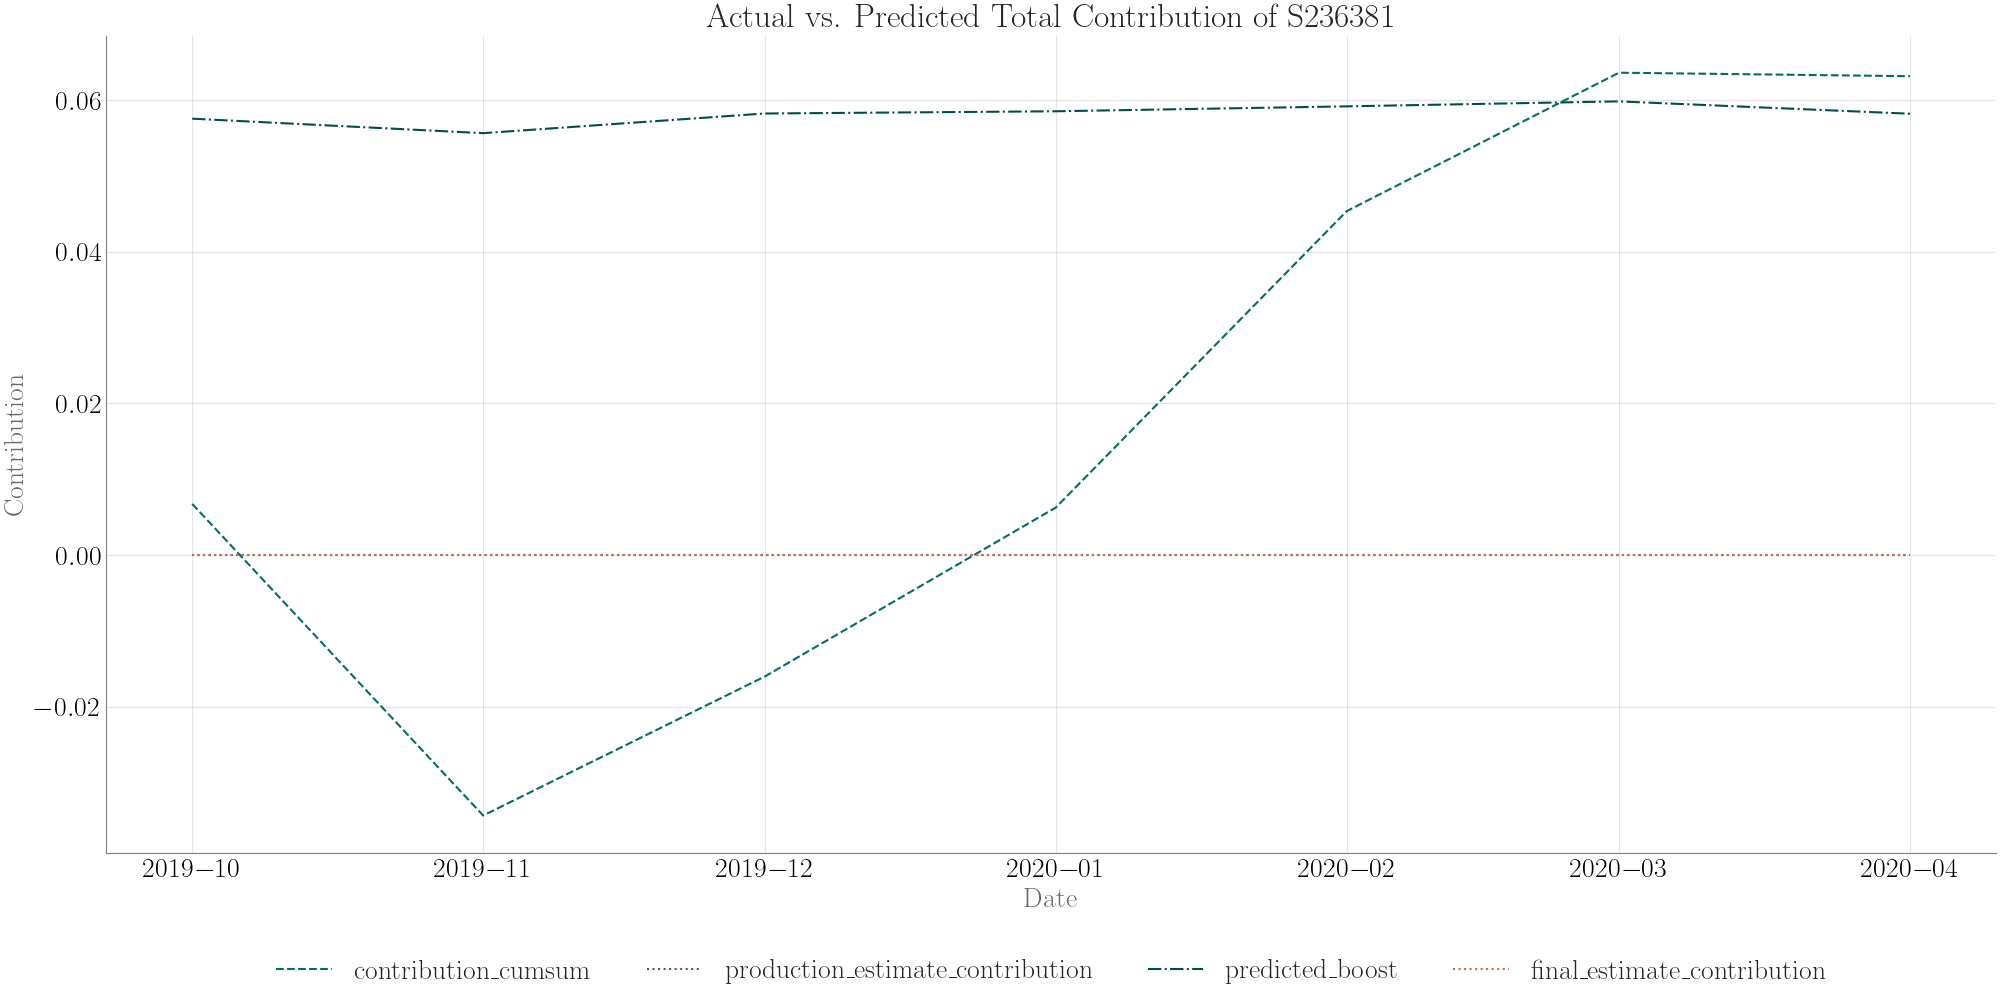 Actual vs. Predicted Total Contribution of S236381
Contribution
0.06
0.04
0.02
0.00
−0.02
2019−10 2019−11 2019−12 2020−01 2020−02 2020−03 2020−04
Date
contribution_cumsum production_estimate_contribution predicted_boost final_estimate_contribution